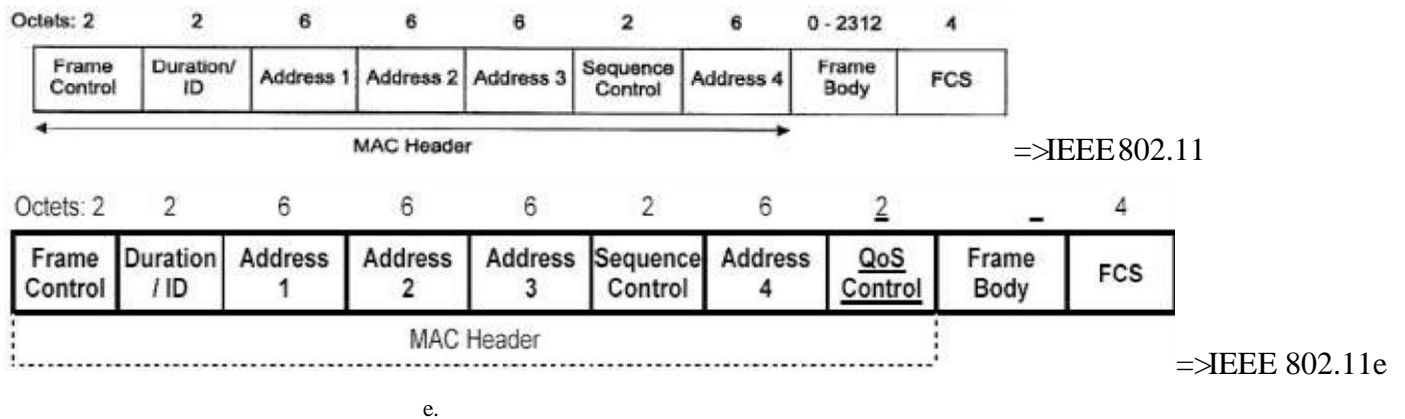 Octets: 2 2 6 6 6 2 6 0 - 2312 4
Frame Control Duration/ ID Address 1 Address 2 Address 3 Sequence Control Address 4 Frame Body FCS
MAC Header
=>IEEE802.11
Octets: 2 2 6 6 6 2 6 2 _ 4
Frame Control Duration / ID Address 1 Address 2 Address 3 Sequence Control Address 4 QoS Control Frame Body FCS
MAC Header
=>IEEE 802.11e
e.